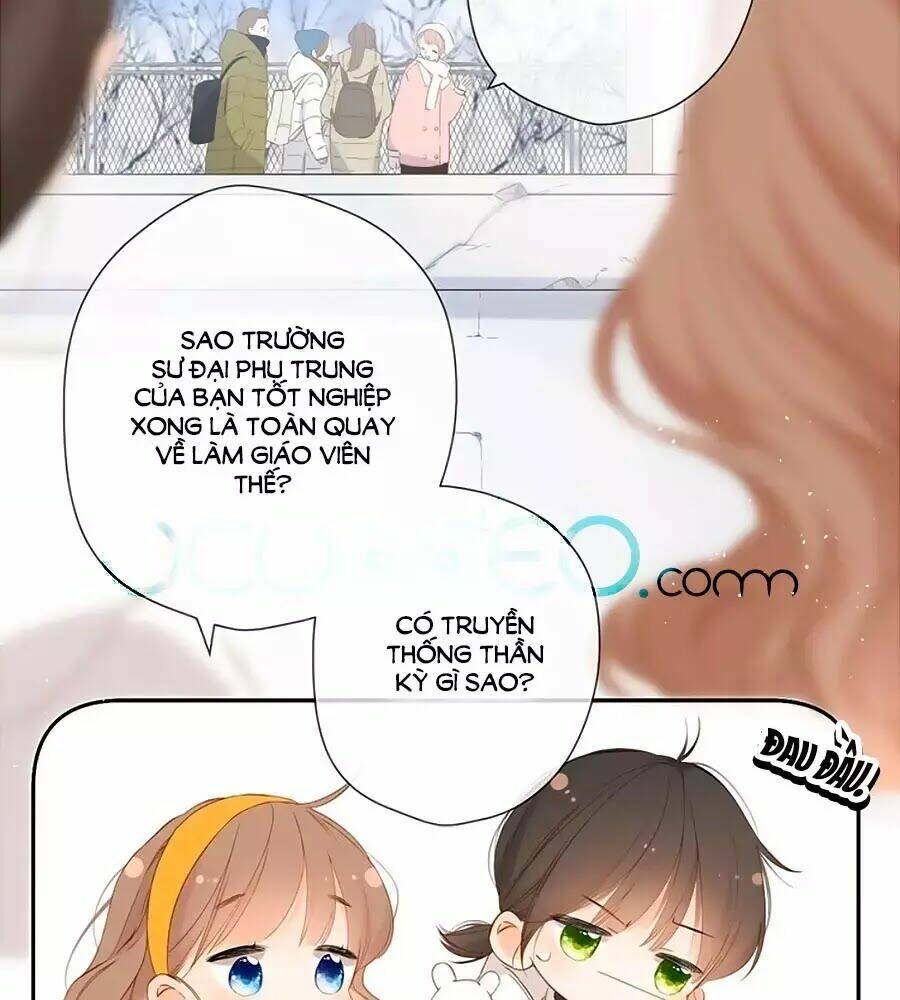 SAO TRƯỜNG
SƯ ĐẠI PHỤ TRUNG
CỦA BẠN TỐT NGHIỆP
XONG LÀ TOÀN QUAY
VỀ LÀM GIÁO VIÊN
THẾ?
.com
CÓ TRUYỀN
THỐNG THẦN
KỲ GÌ SAO?
ĐAU ĐẦU!